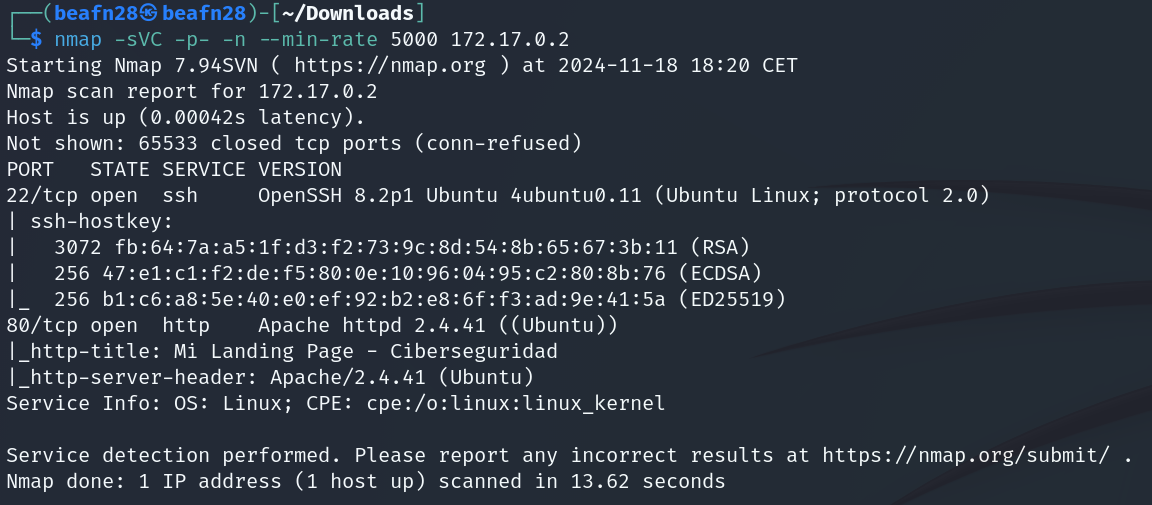 ┌──(beafn28㉿beafn28)-[~/Downloads]
└─$ nmap -sVC -p- -n --min-rate 5000 172.17.0.2
Starting Nmap 7.94SVN ( https://nmap.org ) at 2024-11-18 18:20 CET
Nmap scan report for 172.17.0.2
Host is up (0.00042s latency).
Not shown: 65533 closed tcp ports (conn-refused)
PORT   STATE SERVICE VERSION
22/tcp open  ssh     OpenSSH 8.2p1 Ubuntu 4ubuntu0.11 (Ubuntu Linux; protocol 2.0)
| ssh-hostkey:
|   3072 fb:64:7a:a5:1f:d3:f2:73:9c:8d:54:8b:65:67:3b:11 (RSA)
|   256 47:e1:c1:f2:de:f5:80:0e:10:96:04:95:c2:80:8b:76 (ECDSA)
|_  256 b1:c6:a8:5e:40:e0:ef:92:b2:e8:6f:f3:ad:9e:41:5a (ED25519)
80/tcp open  http    Apache httpd 2.4.41 ((Ubuntu))
|_http-title: Mi Landing Page - Ciberseguridad
|_http-server-header: Apache/2.4.41 (Ubuntu)
Service Info: OS: Linux; CPE: cpe:/o:linux:linux_kernel

Service detection performed. Please report any incorrect results at https://nmap.org/submit/ .
Nmap done: 1 IP address (1 host up) scanned in 13.62 seconds